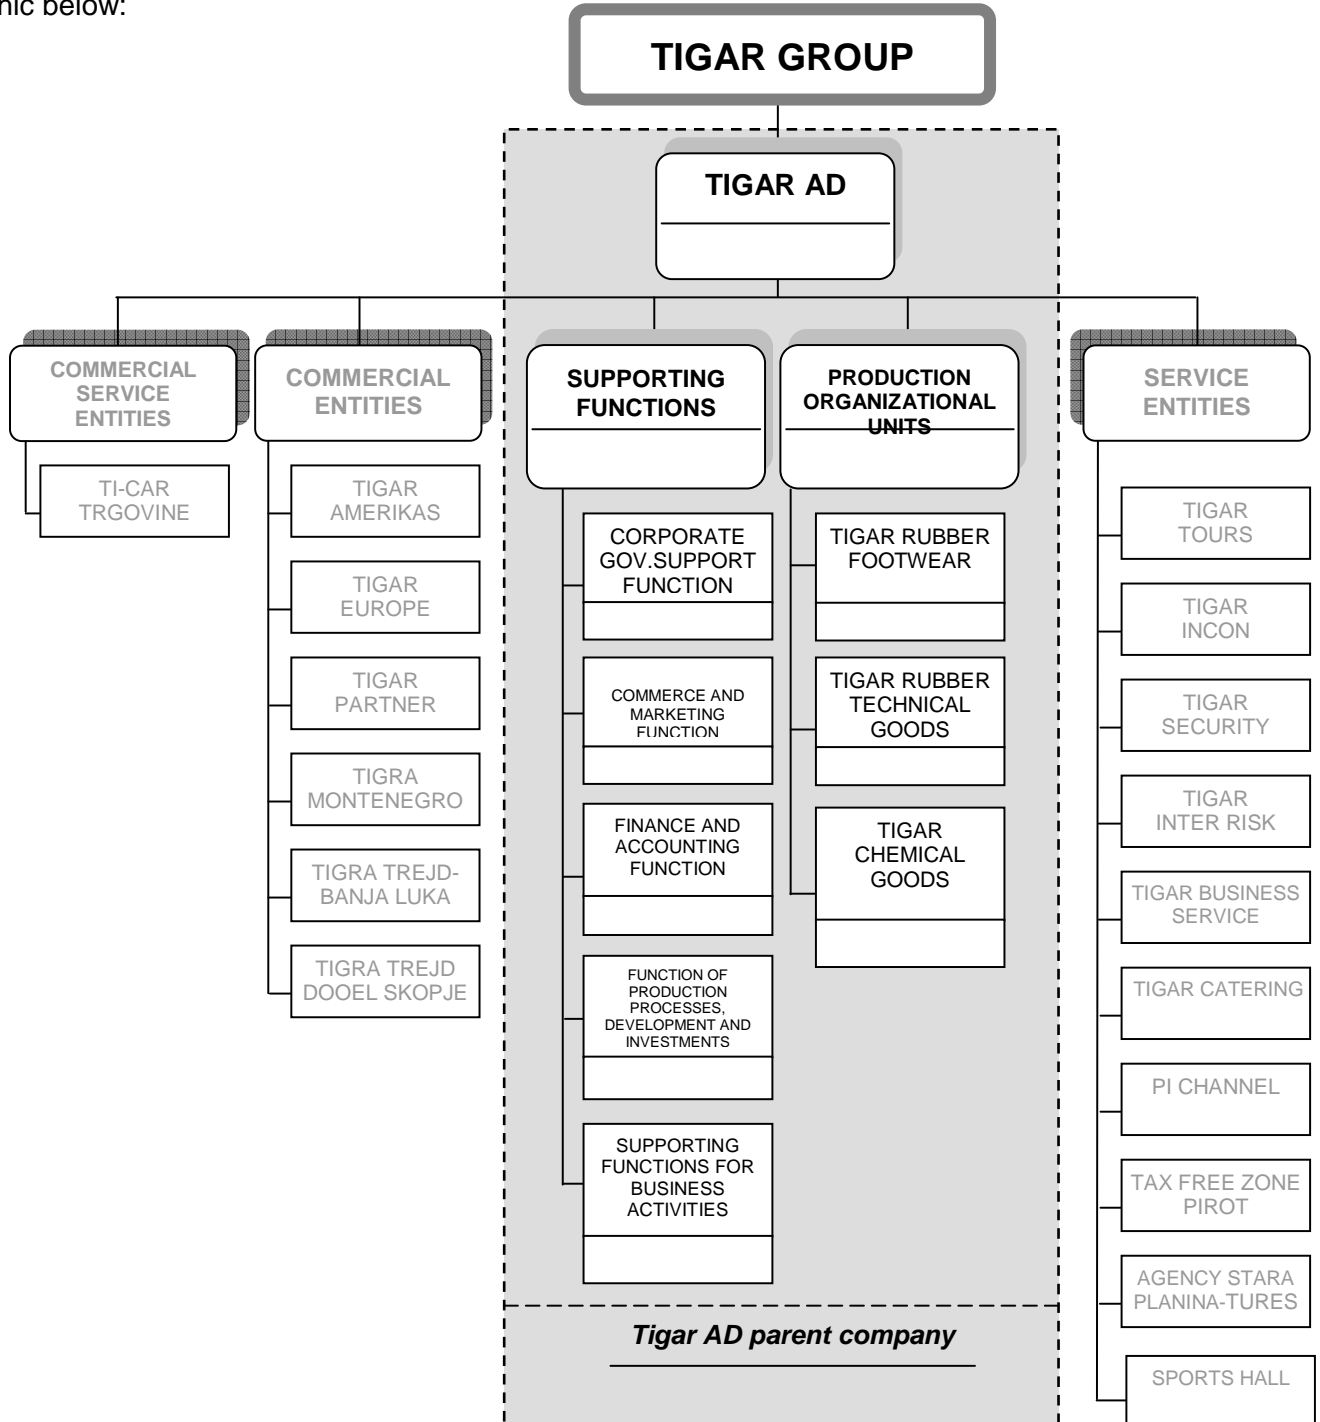 nic below:
TIGAR GROUP
TIGAR AD
COMMERCIAL
SERVICE
ENTITIES
TI-CAR
TRGOVINE
COMMERCIAL
ENTITIES
TIGAR
AMERIKAS
TIGAR
EUROPE
TIGAR
PARTNER
TIGRA
MONTENEGRO
TIGRA TREJD-
BANJA LUKA
TIGRA TREJD
DOOEL SKOPJE
SUPPORTING
FUNCTIONS
CORPORATE
GOV.SUPPORT
FUNCTION
COMMERCE AND
MARKETING
FUNCTION
FINANCE AND
ACCOUNTING
FUNCTION
FUNCTION OF
PRODUCTION
PROCESSES,
DEVELOPMENT AND
INVESTMENTS
SUPPORTING
FUNCTIONS FOR
BUSINESS
ACTIVITIES
PRODUCTION
ORGANIZATIONAL
UNITS
TIGAR RUBBER
FOOTWEAR
TIGAR RUBBER
TECHNICAL
GOODS
TIGAR
CHEMICAL
GOODS
SERVICE
ENTITIES
TIGAR
TOURS
TIGAR
INCON
TIGAR
SECURITY
TIGAR
INTER RISK
TIGAR BUSINESS
SERVICE
TIGAR CATERING
PI CHANNEL
TAX FREE ZONE
PIROT
AGENCY STARA
PLANINA-TURES
SPORTS HALL
Tigar AD parent company